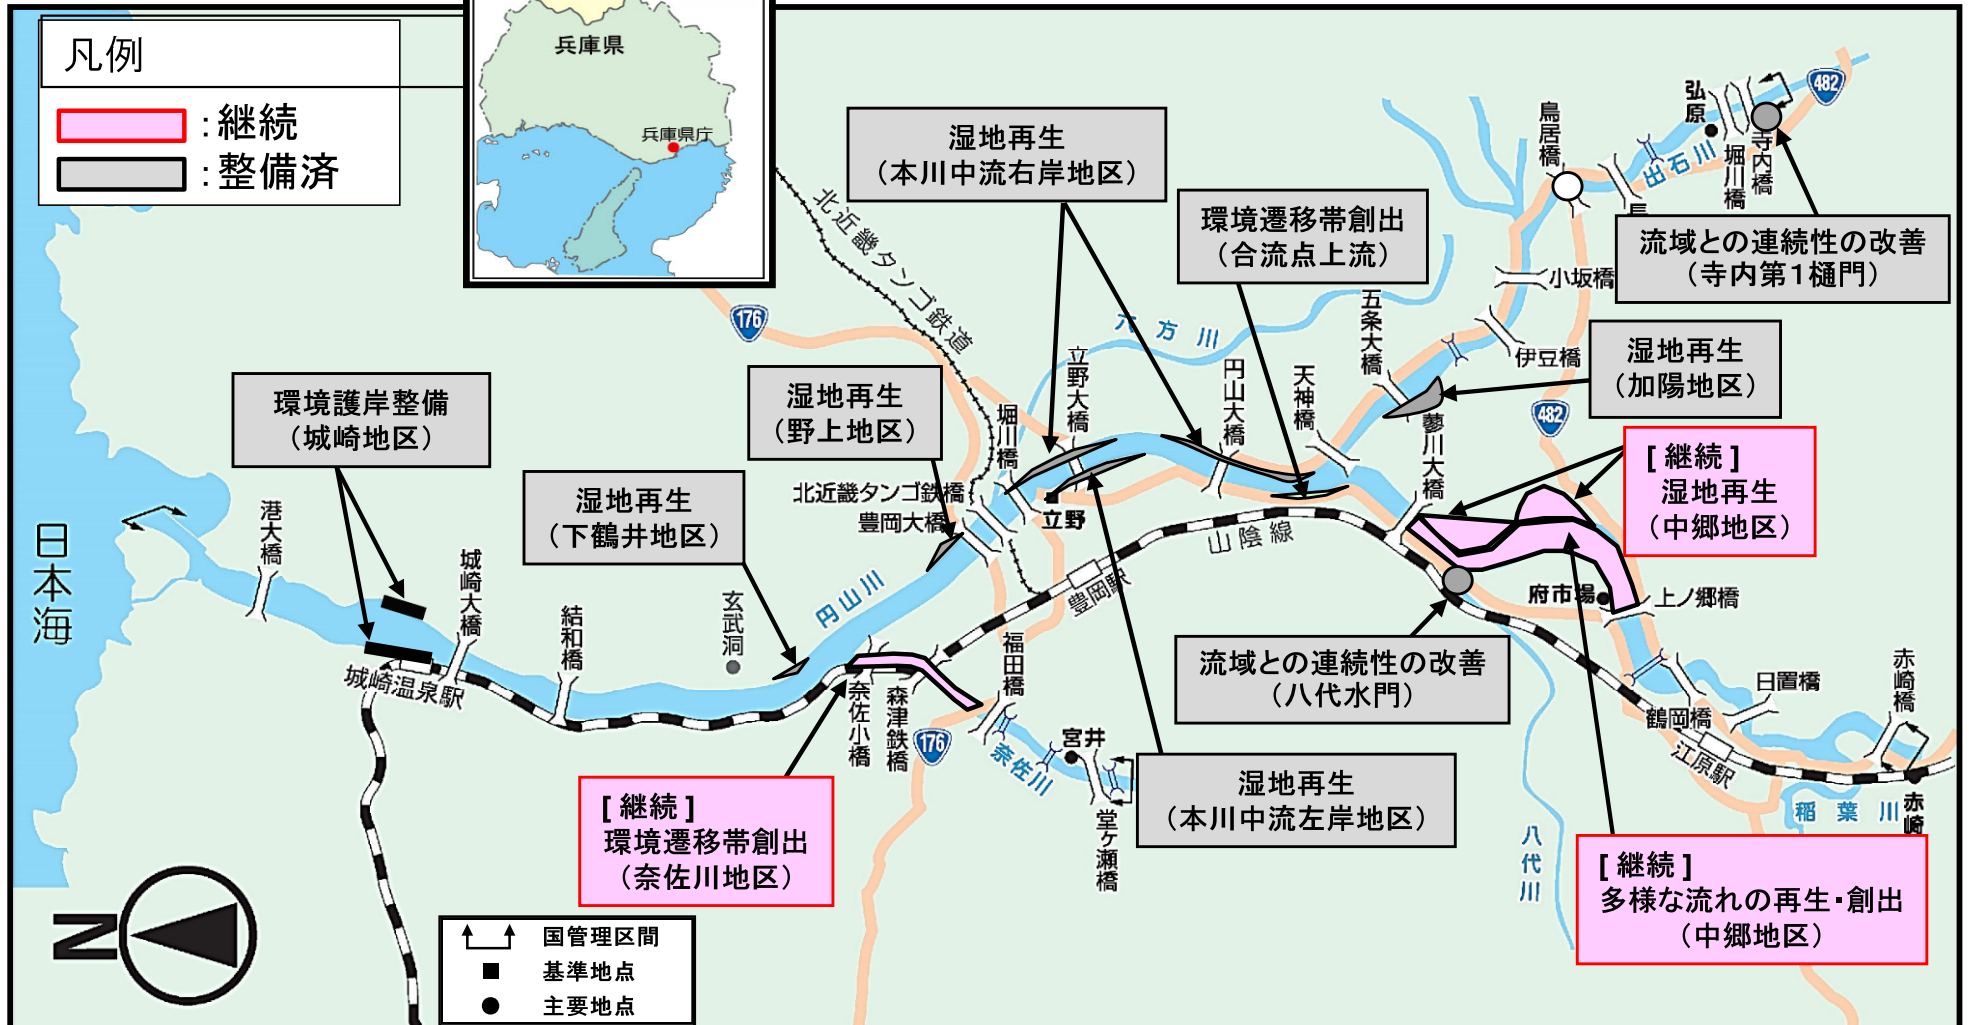 凡例
：継続
：整備済
兵庫県
兵庫県庁
北近畿タンゴ鉄道
湿地再生
（本川中流右岸地区）
環境遷移帯創出
（合流点上流）
流域との連続性の改善
（寺内第１樋門）
湿地再生
（加陽地区）
[ 継続 ]
湿地再生
（中郷地区）
環境護岸整備
（城崎地区）
湿地再生
（野上地区）
湿地再生
（下鶴井地区）
流域との連続性の改善
（八代水門）
湿地再生
（本川中流左岸地区）
[ 継続 ]
環境遷移帯創出
（奈佐川地区）
[ 継続 ]
多様な流れの再生・創出
（中郷地区）
482
弘原
鳥居橋
出石川
堀川橋
寺内橋
小坂橋
伊豆橋
五条大橋
六方川
176
立野大橋
円山大橋
天神橋
蓼川大橋
482
堀川橋
北近畿タンゴ鉄橋
豊岡大橋
立野
山陰線
豊岡駅
日本海
港大橋
城崎大橋
城崎温泉駅
結和橋
玄武洞
円山川
奈佐小橋
森津鉄橋
福田橋
176
奈佐川
宮井
堂ヶ瀬橋
府市場
上ノ郷橋
鶴岡橋
日置橋
江原駅
赤崎橋
赤崎
稲葉川
八代川
N
国管理区間
基準地点
主要地点